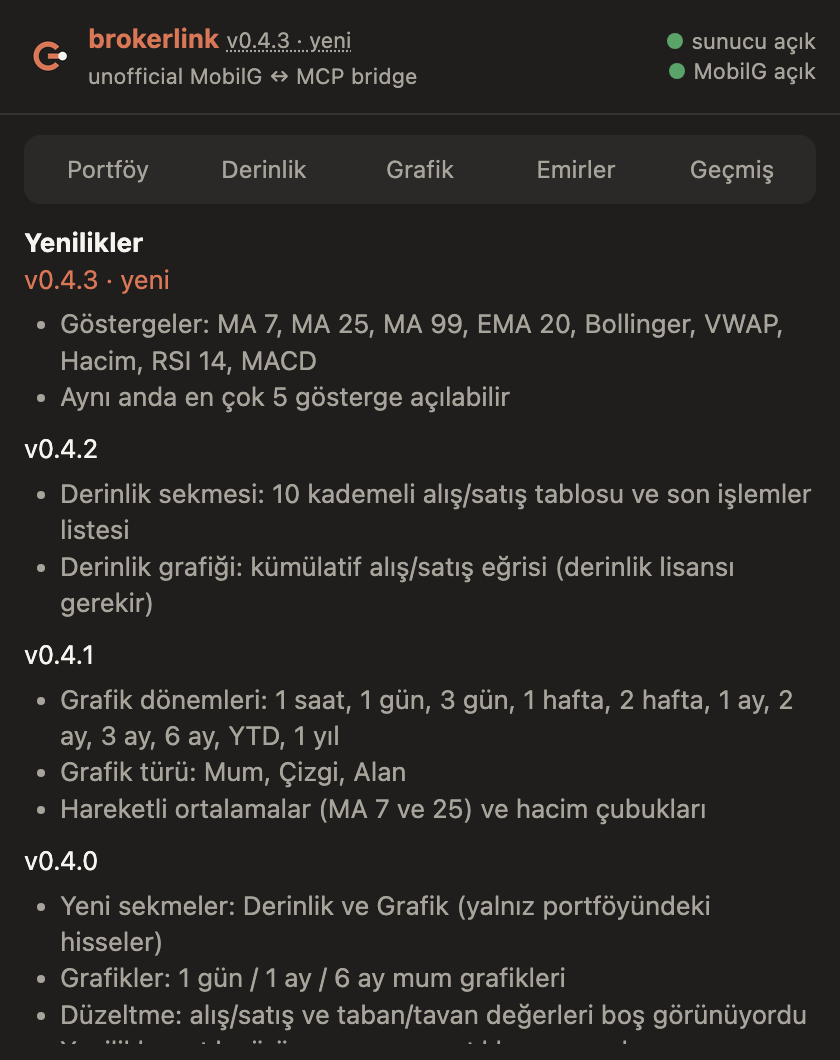 brokerlink v0.4.3 · yeni
unofficial MobilG ↔ MCP bridge
sunucu açık
MobilG açık
Portföy Derinlik Grafik Emirler Geçmiş
Yenilikler
v0.4.3 · yeni
• Göstergeler: MA 7, MA 25, MA 99, EMA 20, Bollinger, VWAP,
Hacim, RSI 14, MACD
• Aynı anda en çok 5 gösterge açılabilir
v0.4.2
• Derinlik sekmesi: 10 kademeli alış/satış tablosu ve son işlemler
listesi
• Derinlik grafiği: kümülatif alış/satış eğrisi (derinlik lisansı
gerekir)
v0.4.1
• Grafik dönemleri: 1 saat, 1 gün, 3 gün, 1 hafta, 2 hafta, 1 ay, 2
ay, 3 ay, 6 ay, YTD, 1 yıl
• Grafik türü: Mum, Çizgi, Alan
• Hareketli ortalamalar (MA 7 ve 25) ve hacim çubukları
v0.4.0
• Yeni sekmeler: Derinlik ve Grafik (yalnız portföyündeki
hisseler)
• Grafikler: 1 gün / 1 ay / 6 ay mum grafikleri
• Düzeltme: alış/satış ve taban/tavan değerleri boş görünüyordu